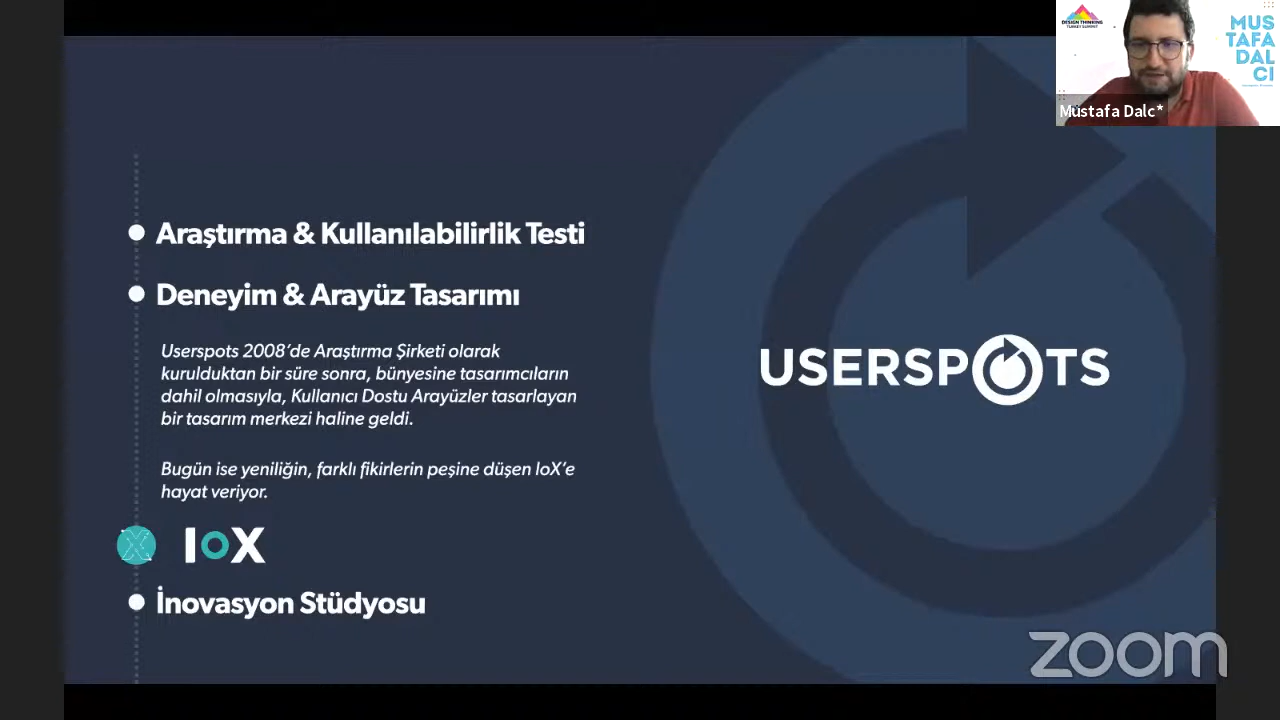 DESIGN THINKING
TURKEY SUMMIT
MUS
TAFA
DAL
CI
Mustafa Dalc*
Araştırma & Kullanılabilirlik Testi
Deneyim & Arayüz Tasarımı
Userspots 2008’de Araştırma Şirketi olarak
kurulduktan bir süre sonra, bünyesine tasarımcıların
dahil olmasıyla, Kullanıcı Dostu Arayüzler tasarlayan
bir tasarım merkezi haline geldi.
Bugün ise yeniliğin, farklı fikirlerin peşine düşen IoX’e
hayat veriyor.
IoX
İnovasyon Stüdyosu
USERSPOTS
zoom